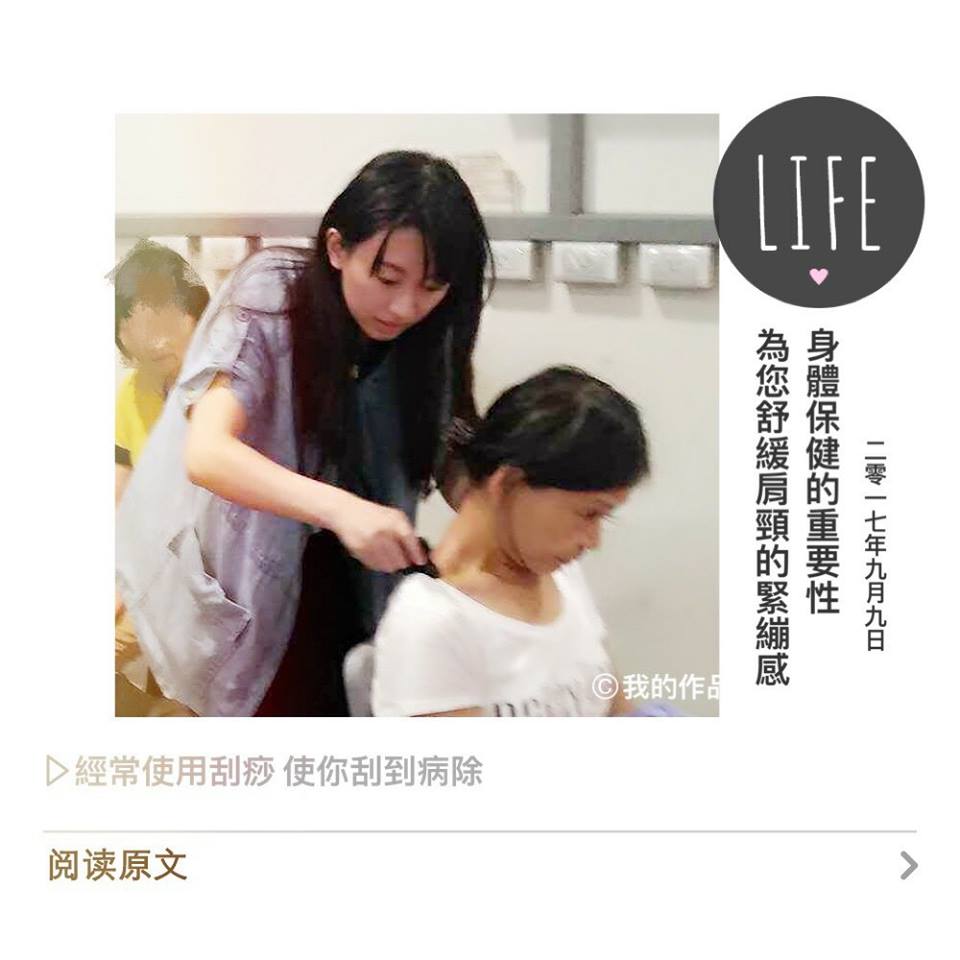 LIFE
二零一七年九月九日
身體保健的重要性
為您舒緩肩頸的緊繃感
©我的作品
▷經常使用刮痧 使你刮到病除
阅读原文